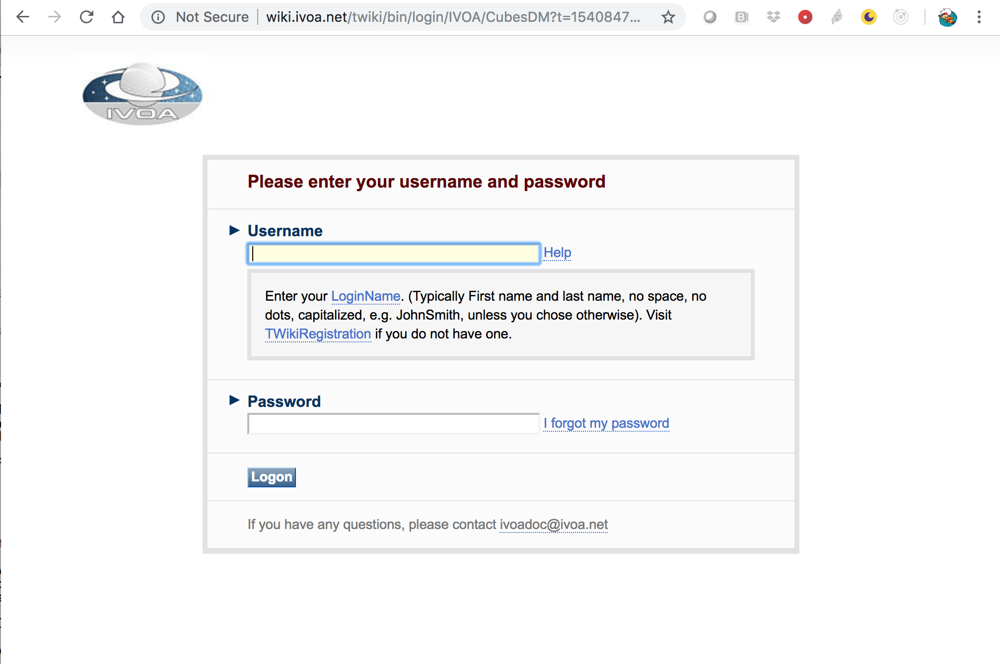 Not Secure wiki.ivoa.net/twiki/bin/login/IVOA/CubesDM?t=1540847...
IVOA
Please enter your username and password
Username
Help
Enter your LoginName. (Typically First name and last name, no space, no
dots, capitalized, e.g. JohnSmith, unless you chose otherwise). Visit
TWikiRegistration if you do not have one.
Password
I forgot my password
Logon
If you have any questions, please contact ivoadoc@ivoa.net